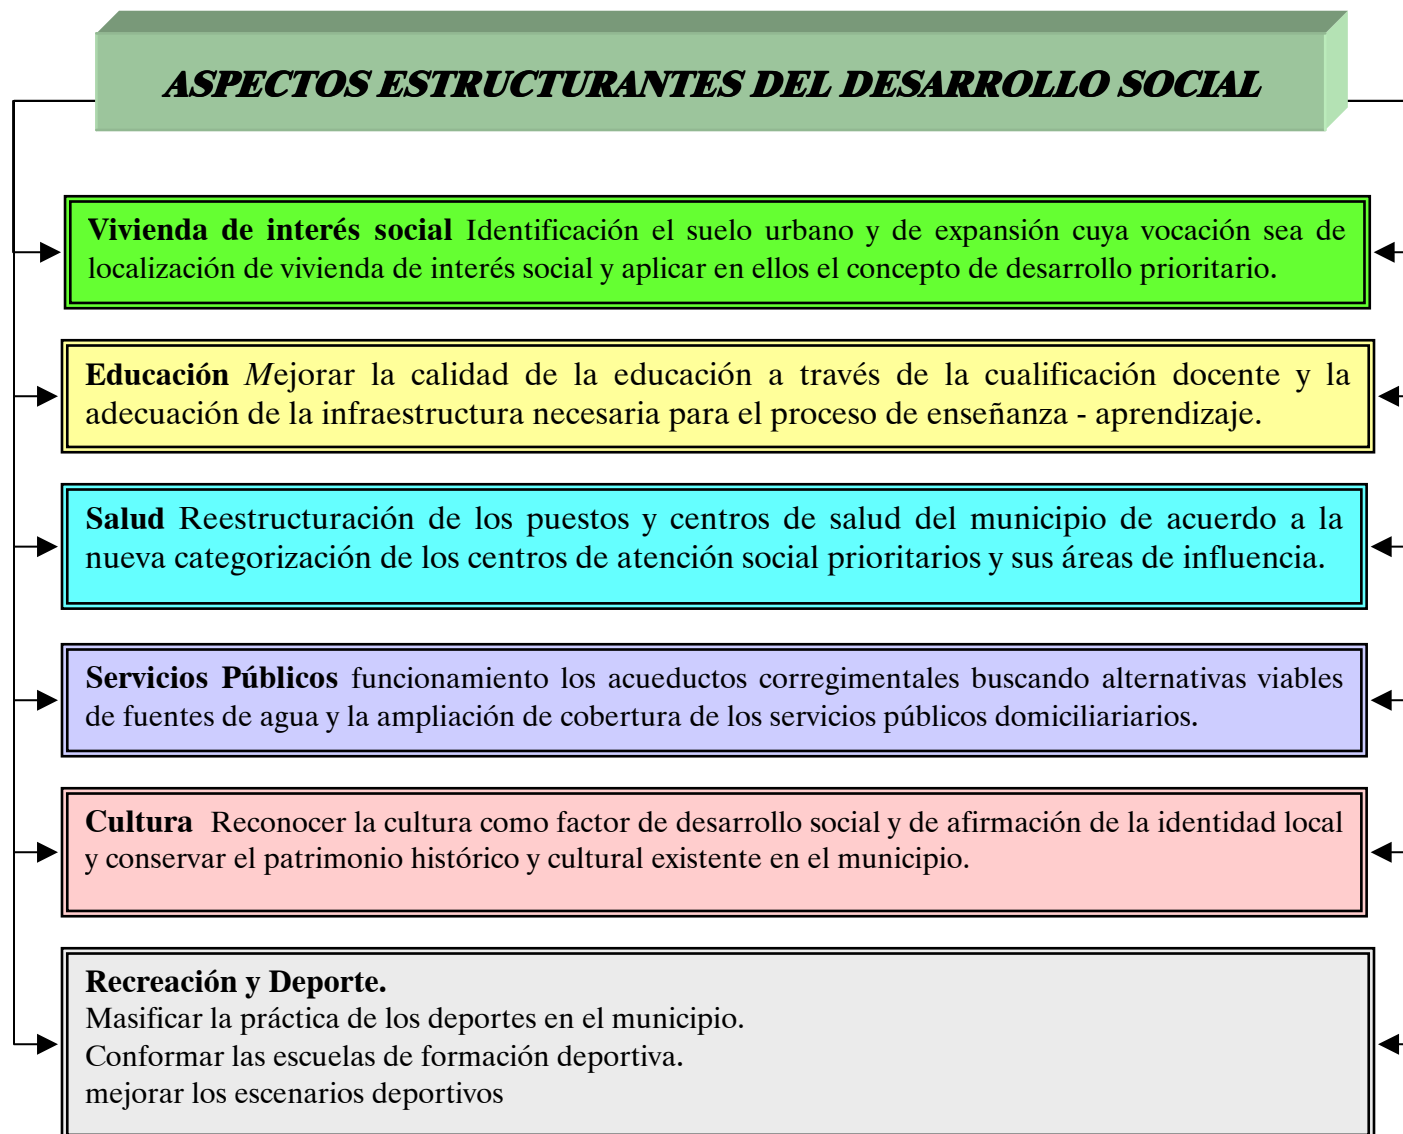 ASPECTOS ESTRUCTURANTES DEL DESARROLLO SOCIAL
Vivienda de interés social Identificación el suelo urbano y de expansión cuya vocación sea de
localización de vivienda de interés social y aplicar en ellos el concepto de desarrollo prioritario.
Educación Mejorar la calidad de la educación a través de la cualificación docente y la
adecuación de la infraestructura necesaria para el proceso de enseñanza - aprendizaje.
Salud Reestructuración de los puestos y centros de salud del municipio de acuerdo a la
nueva categorización de los centros de atención social prioritarios y sus áreas de influencia.
Servicios Públicos funcionamiento los acueductos corregimentales buscando alternativas viables
de fuentes de agua y la ampliación de cobertura de los servicios públicos domiciliariarios.
Cultura Reconocer la cultura como factor de desarrollo social y de afirmación de la identidad local
y conservar el patrimonio histórico y cultural existente en el municipio.
Recreación y Deporte.
Masificar la práctica de los deportes en el municipio.
Conformar las escuelas de formación deportiva.
mejorar los escenarios deportivos